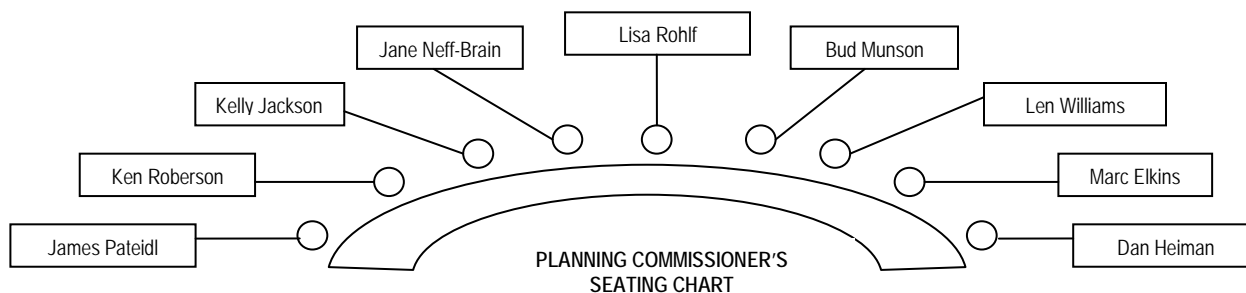 Lisa Rohlf
Jane Neff-Brain
Bud Munson
Kelly Jackson
Len Williams
Ken Roberson
Marc Elkins
James Pateidl
Dan Heiman
PLANNING COMMISSIONER'S
SEATING CHART